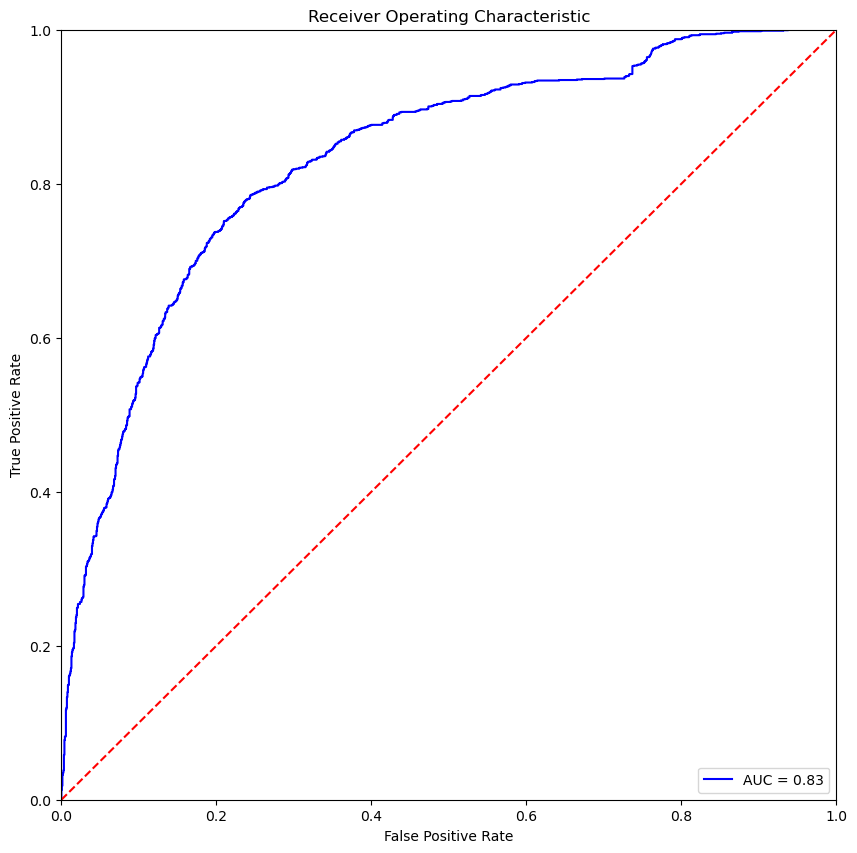 Receiver Operating Characteristic
1.0
0.8
0.6
0.4
0.2
0.0
True Positive Rate
AUC = 0.83
0.0 0.2 0.4 0.6 0.8 1.0
False Positive Rate